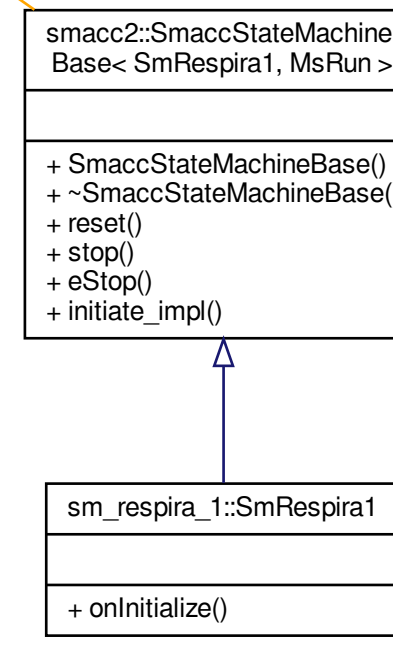 smacc2::SmaccStateMachine
Base< SmRespira1, MsRun >
+ SmaccStateMachineBase()
+ ~SmaccStateMachineBase(
+ reset()
+ stop()
+ eStop()
+ initiate_impl()
sm_respira_1::SmRespira1
+ onInitialize()